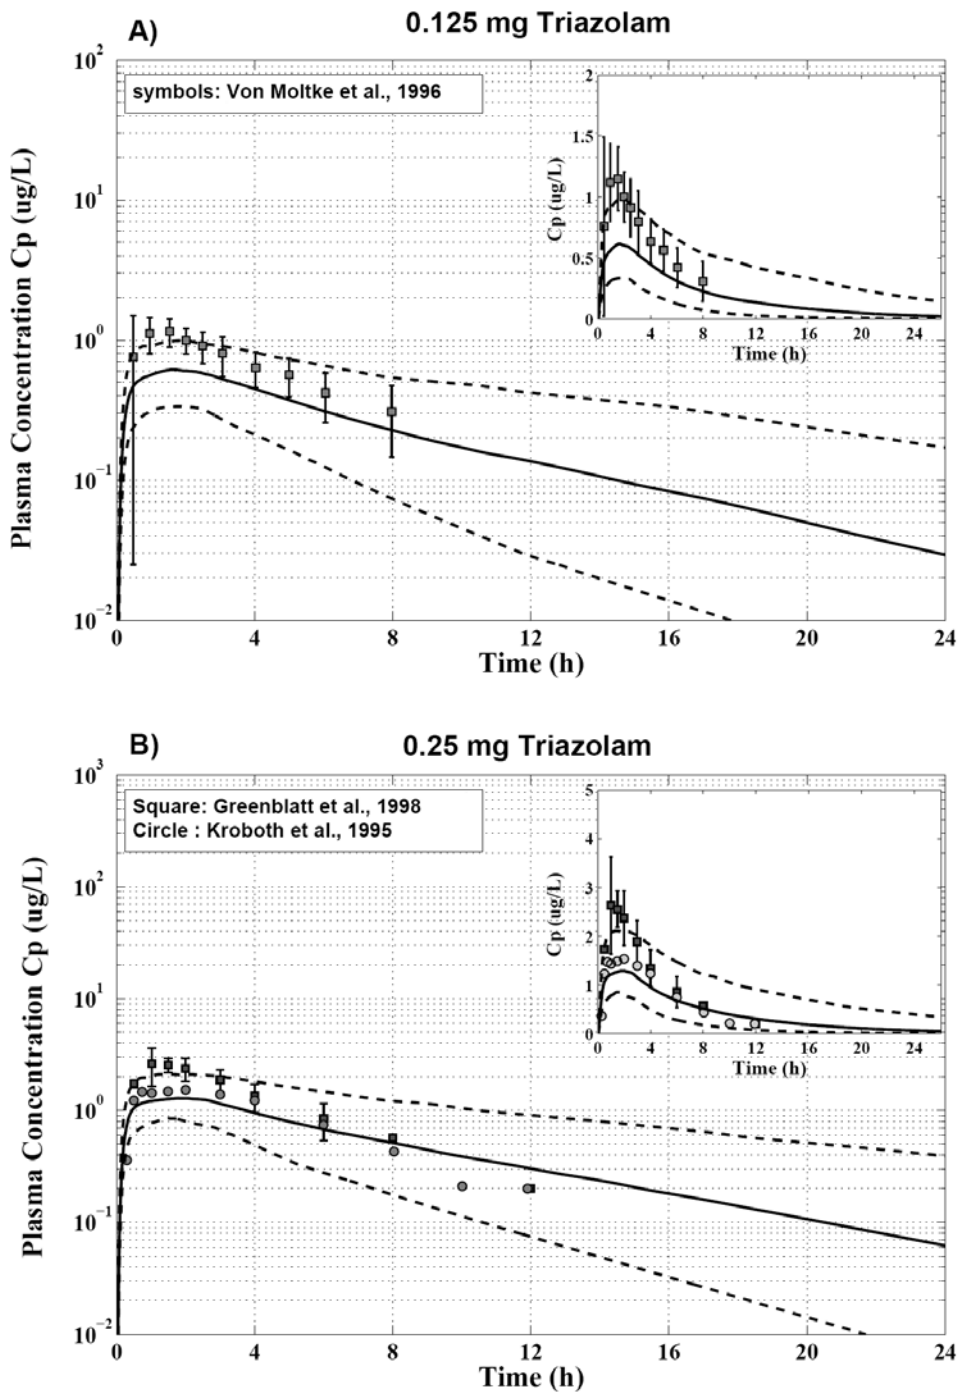 A)
0.125 mg Triazolam
symbols: Von Moltke et al., 1996
Plasma Concentration Cp (ug/L)
10²
10¹
10⁰
10⁻¹
10⁻²
0 4 8 12 16 20 24
Time (h)
Cp (ug/L)
2
1.5
1
0.5
0
0 4 8 12 16 20 24
Time (h)
B)
0.25 mg Triazolam
Square: Greenblatt et al., 1998
Circle : Kroboth et al., 1995
Plasma Concentration Cp (ug/L)
10³
10²
10¹
10⁰
10⁻¹
10⁻²
0 4 8 12 16 20 24
Time (h)
Cp (ug/L)
5
4
3
2
1
0
0 4 8 12 16 20 24
Time (h)